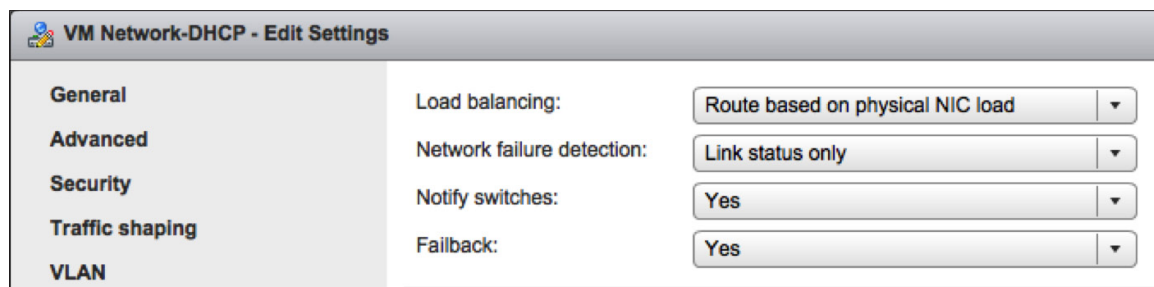 VM Network-DHCP - Edit Settings
General
Advanced
Security
Traffic shaping
VLAN
Load balancing: Route based on physical NIC load
Network failure detection: Link status only
Notify switches: Yes
Failback: Yes